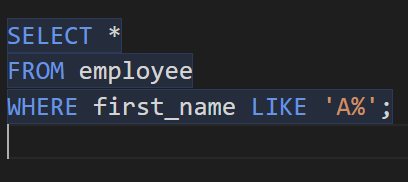 SELECT *
FROM employee
WHERE first_name LIKE 'A%';